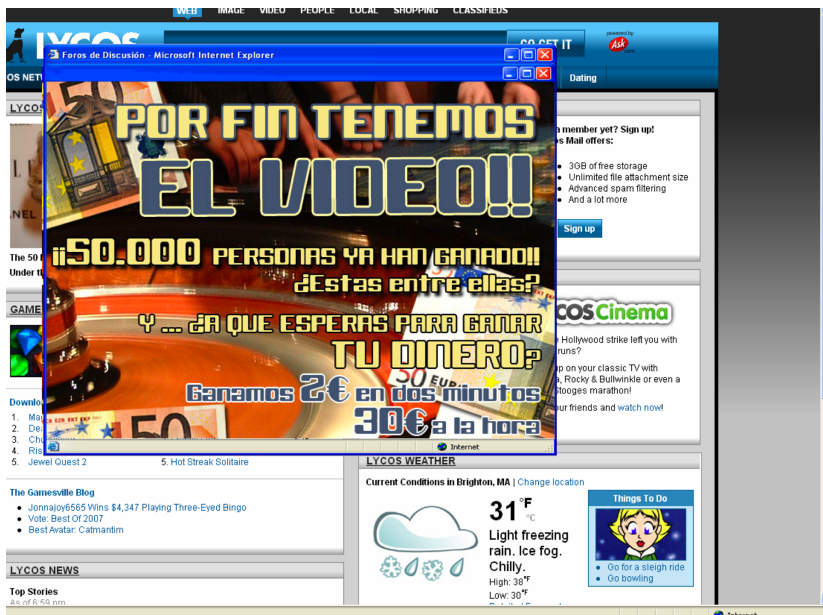 WEB IMAGE VIDEO PEOPLE LOCAL SHOPPING CLASSIFIEDS
LYCOS
GO GET IT
powered by
Ask
Dating
Foros de Discusión - Microsoft Internet Explorer
POR FIN TENEMOS
EL VIDEO!!
¡¡50.000 PERSONAS YA HAN GANADO!!
¿Estas entre ellas?
Y ... ¿A QUE ESPERAS PARA GANAR
TU DINERO?
Ganamos 2€ en dos minutos
30€ a la hora
Internet
LYCOS
The 50
GAME
member yet? Sign up!
Mail offers:
3GB of free storage
Unlimited file attachment size
Advanced spam filtering
And a lot more
Sign up
Cinema
Hollywood strike left you with
runs?
on your classic TV with
Rocky & Bullwinkle or even a
Stooges marathon!
ur friends and watch now!
1.
2.
3.
4.
5. Jewel Quest 2
5. Hot Streak Solitaire
The Gamesville Blog
Jonnajoy6565 Wins $4,347 Playing Three-Eyed Bingo
Vote: Best Of 2007
Best Avatar: Catmantim
LYCOS NEWS
Top Stories
As of 6:59 pm
LYCOS WEATHER
Current Conditions in Brighton, MA | Change location
31 °F
°C
Light freezing
rain. Ice fog.
Chilly.
High: 38°F
Low: 30°F
Things To Do
Go for a sleigh ride
Go bowling
Internet